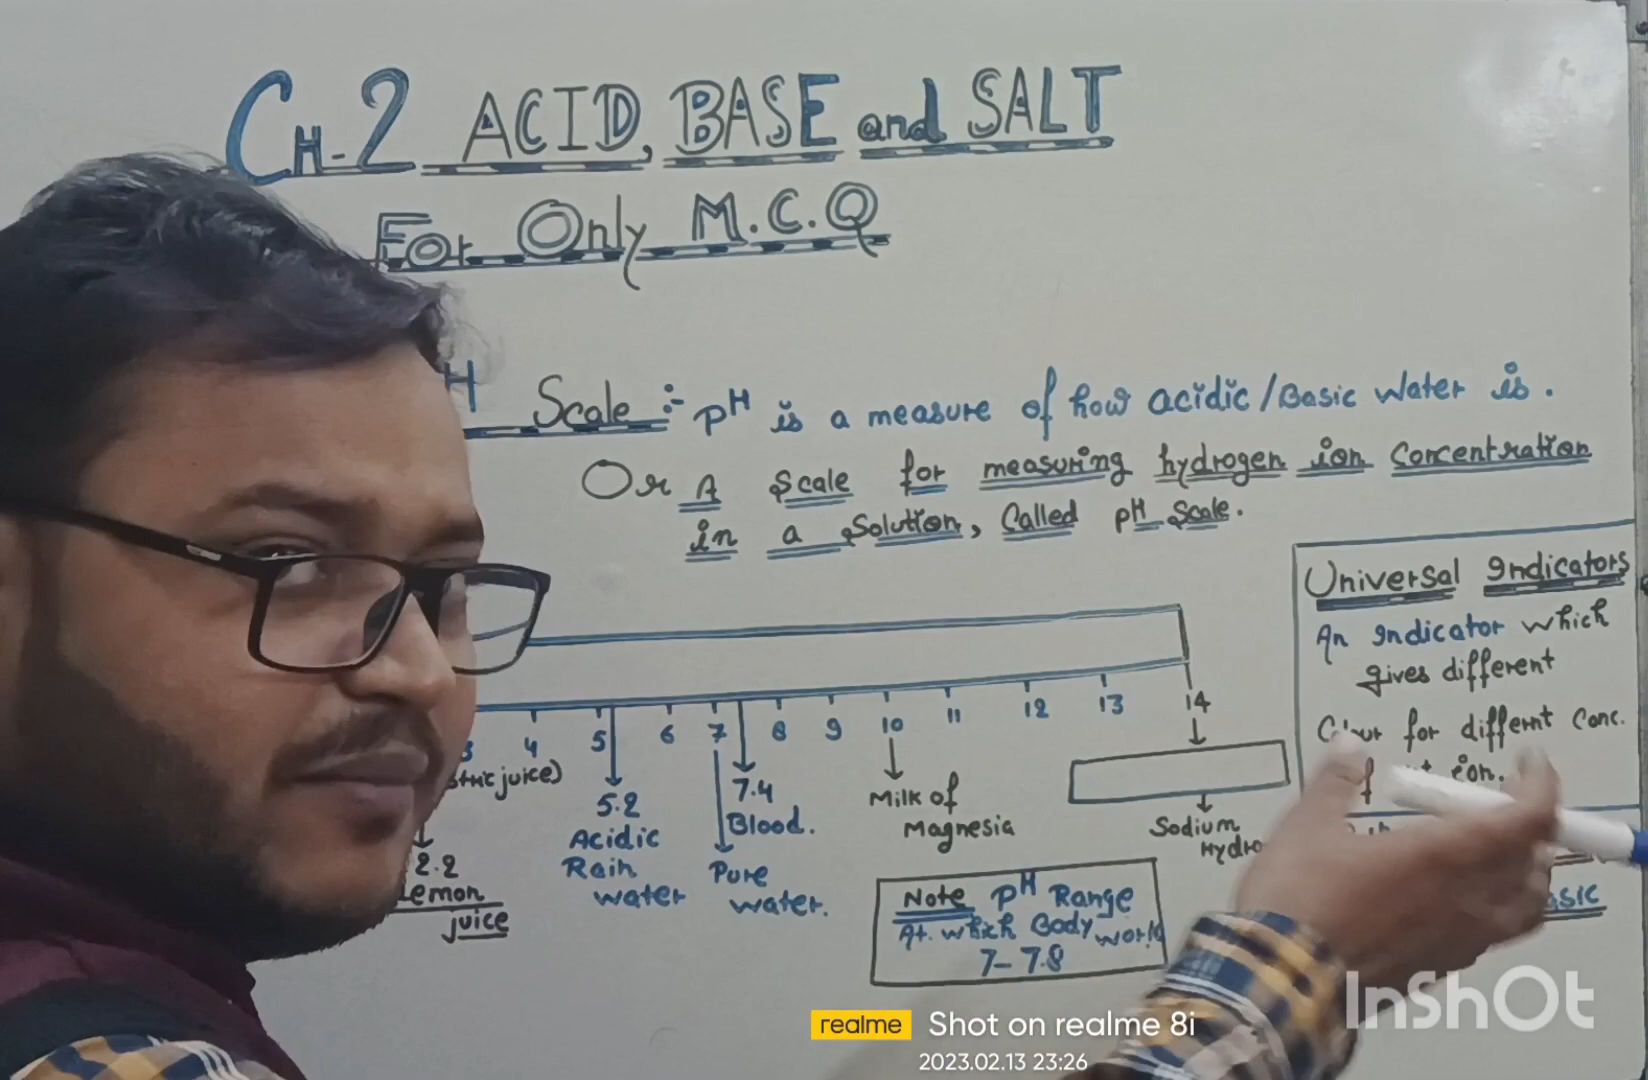 CH-2 ACID, BASE and SALT
For Only M.C.Q
H Scale :- pH is a measure of how acidic/Basic water is.
Or A Scale for measuring hydrogen ion concentration
in a solution, Called pH Scale.
Universal Indicators
An Indicator which
gives different
Colour for differnt Conc.
of ion.
4 5 6 7 8 9 10 11 12 13 14
juice)
2.2
Lemon
juice
5.2
Acidic
Rain
water
7.4
Blood.
Pure
water.
Milk of
Magnesia
Sodium
Hydro
Note pH Range
At. which Body work
7-7.8
InShOt
realme Shot on realme 8i
2023.02.13 23:26